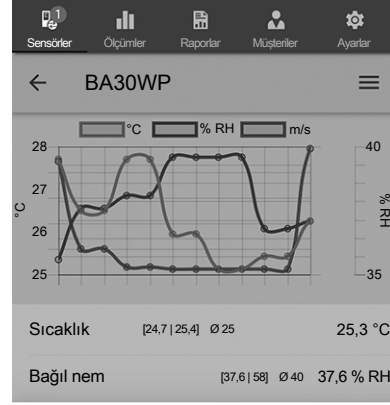 1
Sensörler Ölçümler Raporlar Müşteriler Ayarlar
BA30WP
°C % RH m/s
28 40
27
°C % RH
26
25 35
Sıcaklık [24,7 | 25,4] Ø 25 25,3 °C
Bağıl nem [37,6 | 58] Ø 40 37,6 % RH